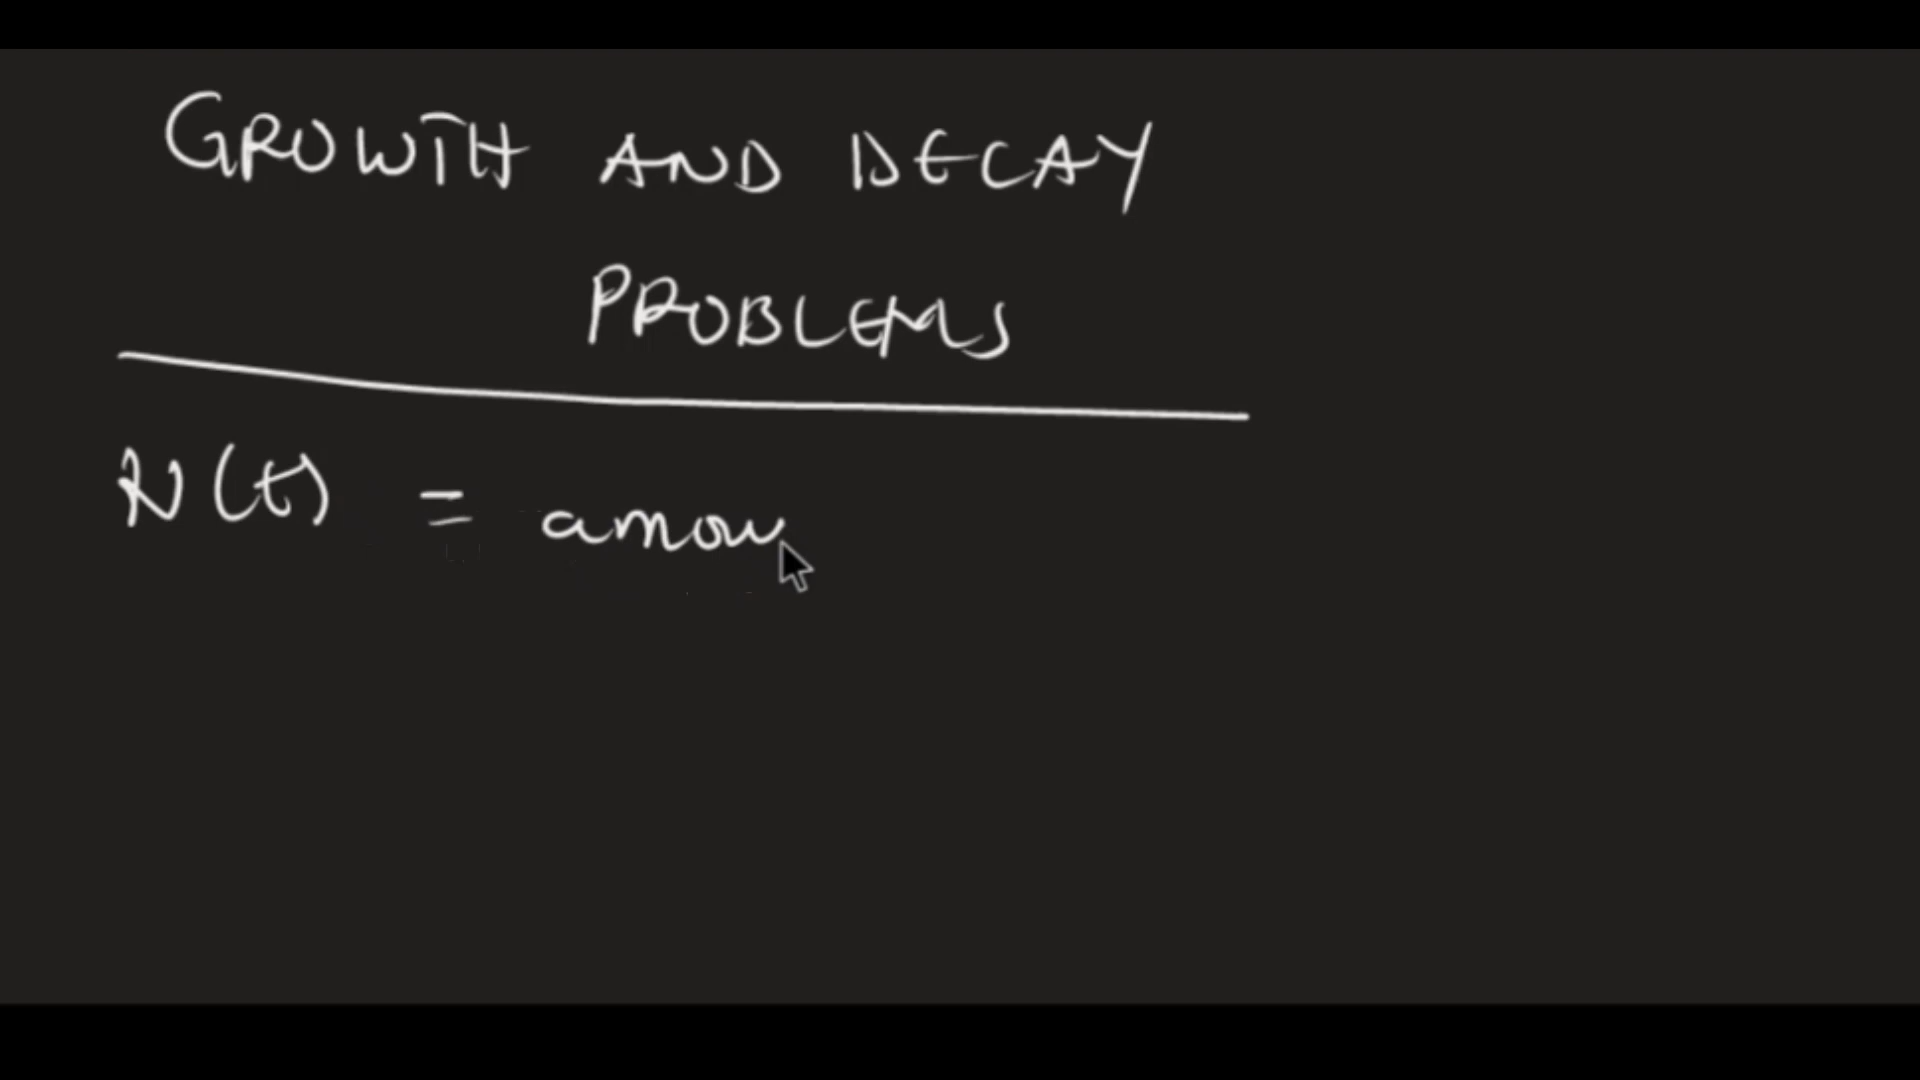 GROWTH AND DECAY
PROBLEMS
N(t) = amou